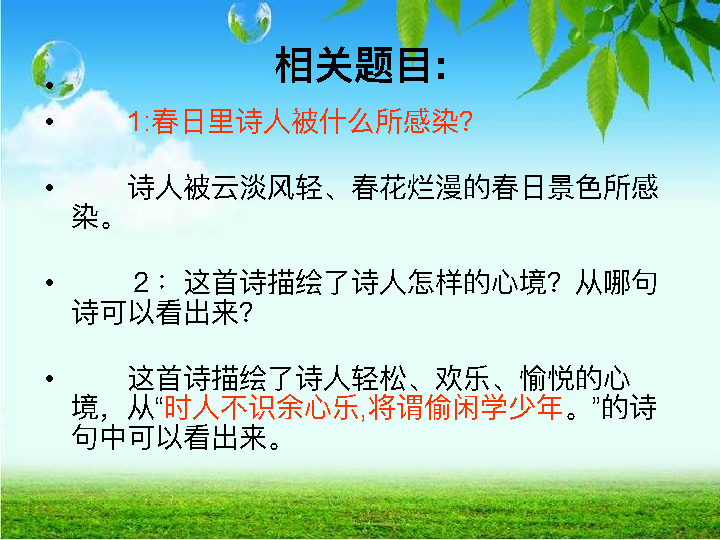 相关题目:
•
• 1:春日里诗人被什么所感染?
• 诗人被云淡风轻、春花烂漫的春日景色所感
染。
• 2：这首诗描绘了诗人怎样的心境？从哪句
诗可以看出来？
• 这首诗描绘了诗人轻松、欢乐、愉悦的心
境，从“时人不识余心乐,将谓偷闲学少年。”的诗
句中可以看出来。